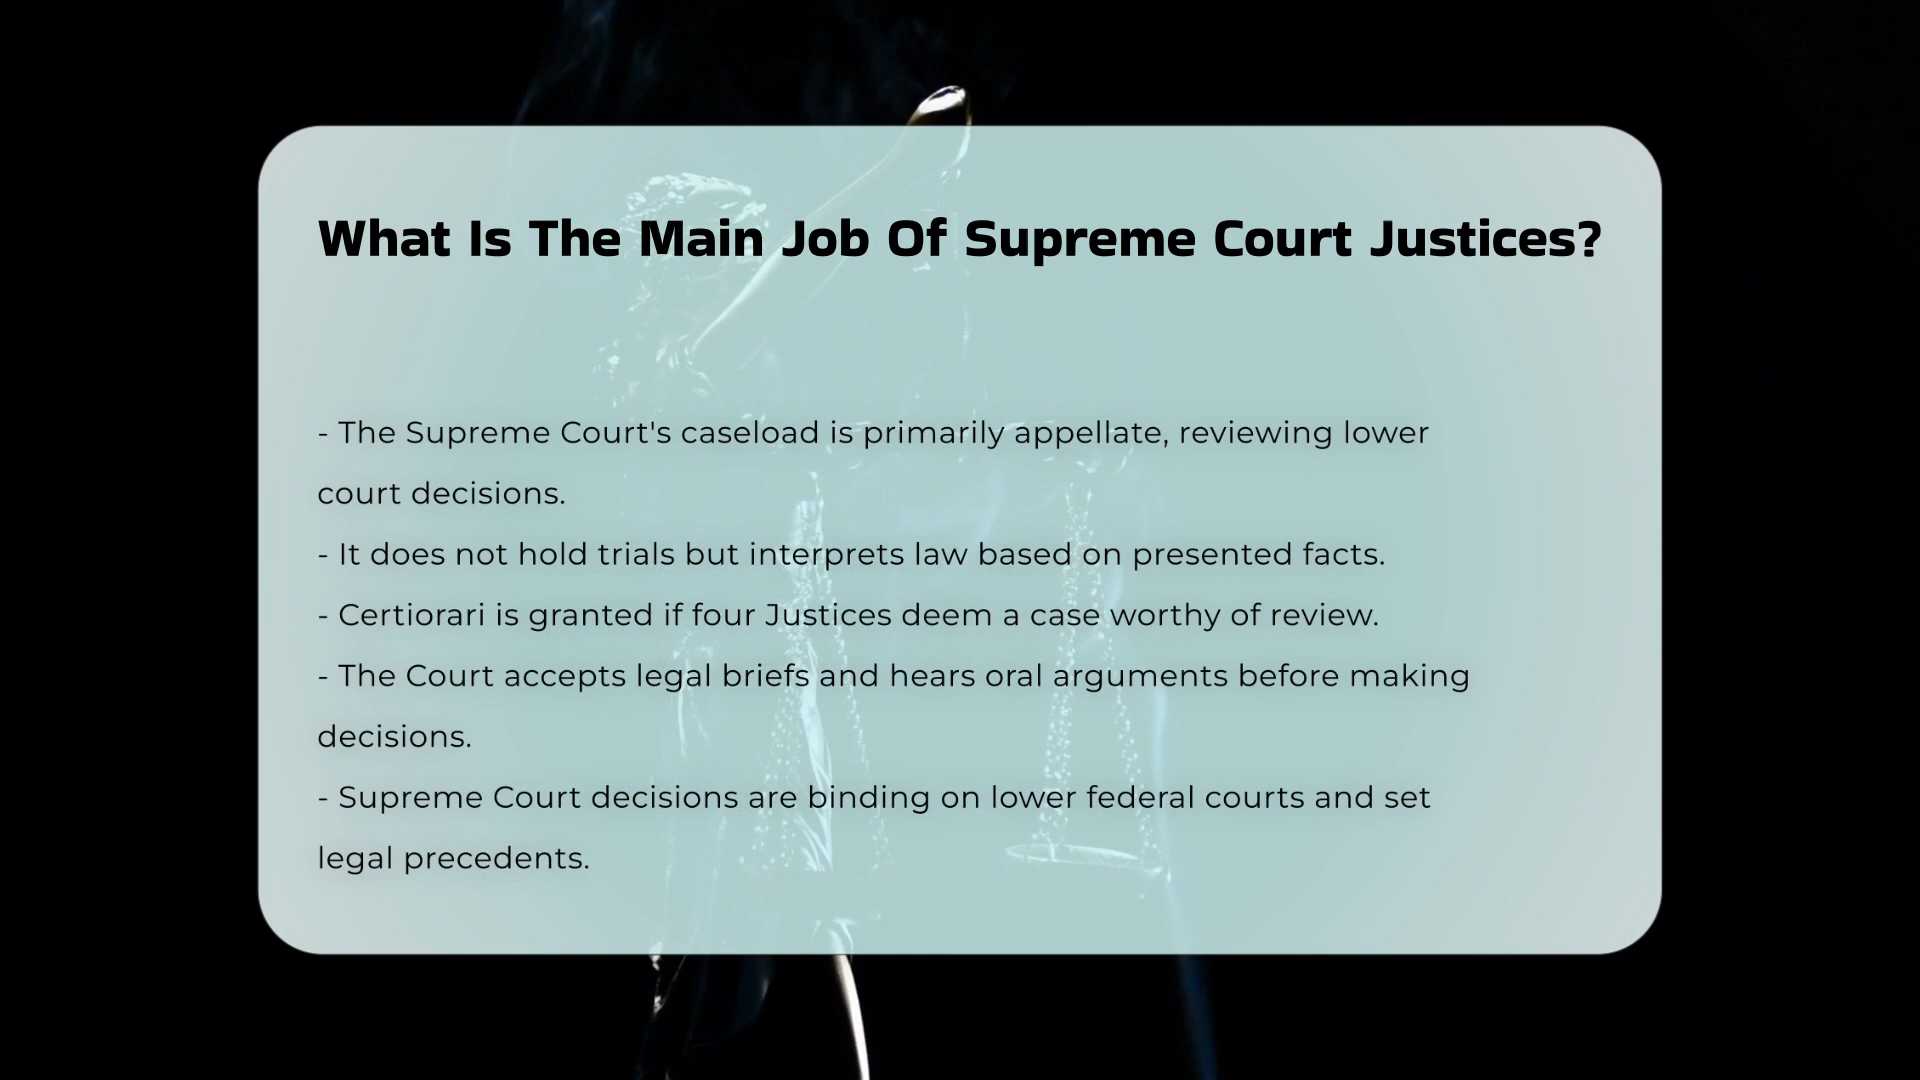 What Is The Main Job Of Supreme Court Justices?
- The Supreme Court's caseload is primarily appellate, reviewing lower
court decisions.
- It does not hold trials but interprets law based on presented facts.
- Certiorari is granted if four Justices deem a case worthy of review.
- The Court accepts legal briefs and hears oral arguments before making
decisions.
- Supreme Court decisions are binding on lower federal courts and set
legal precedents.